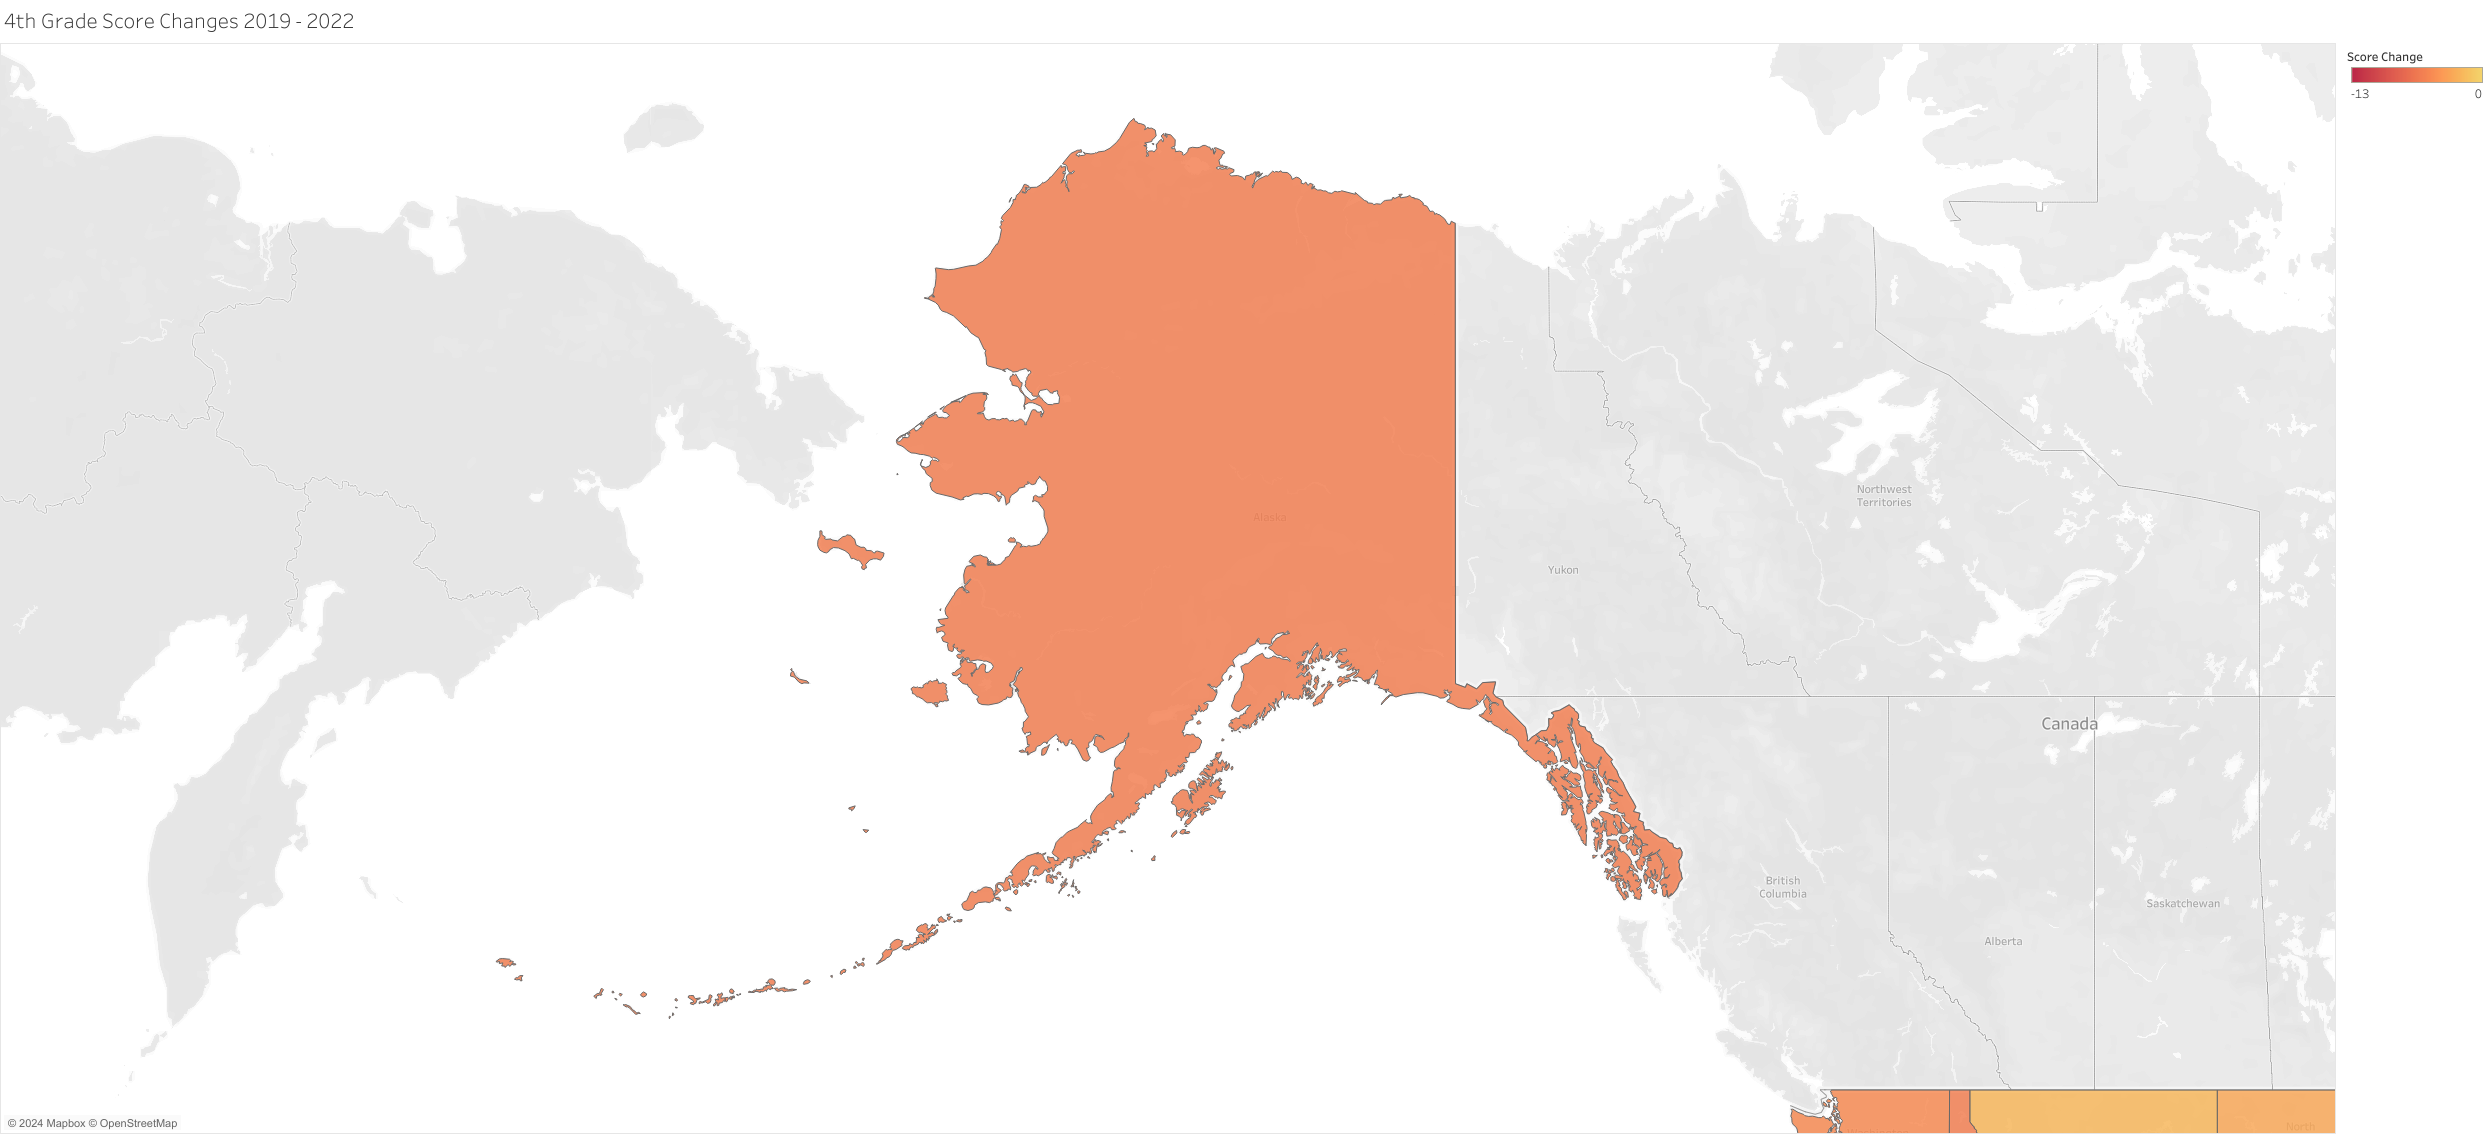 4th Grade Score Changes 2019 - 2022
Score Change
-13 0
Northwest
Territories
Alaska
Yukon
Canada
British
Columbia
Saskatchewan
Alberta
© 2024 Mapbox © OpenStreetMap
North